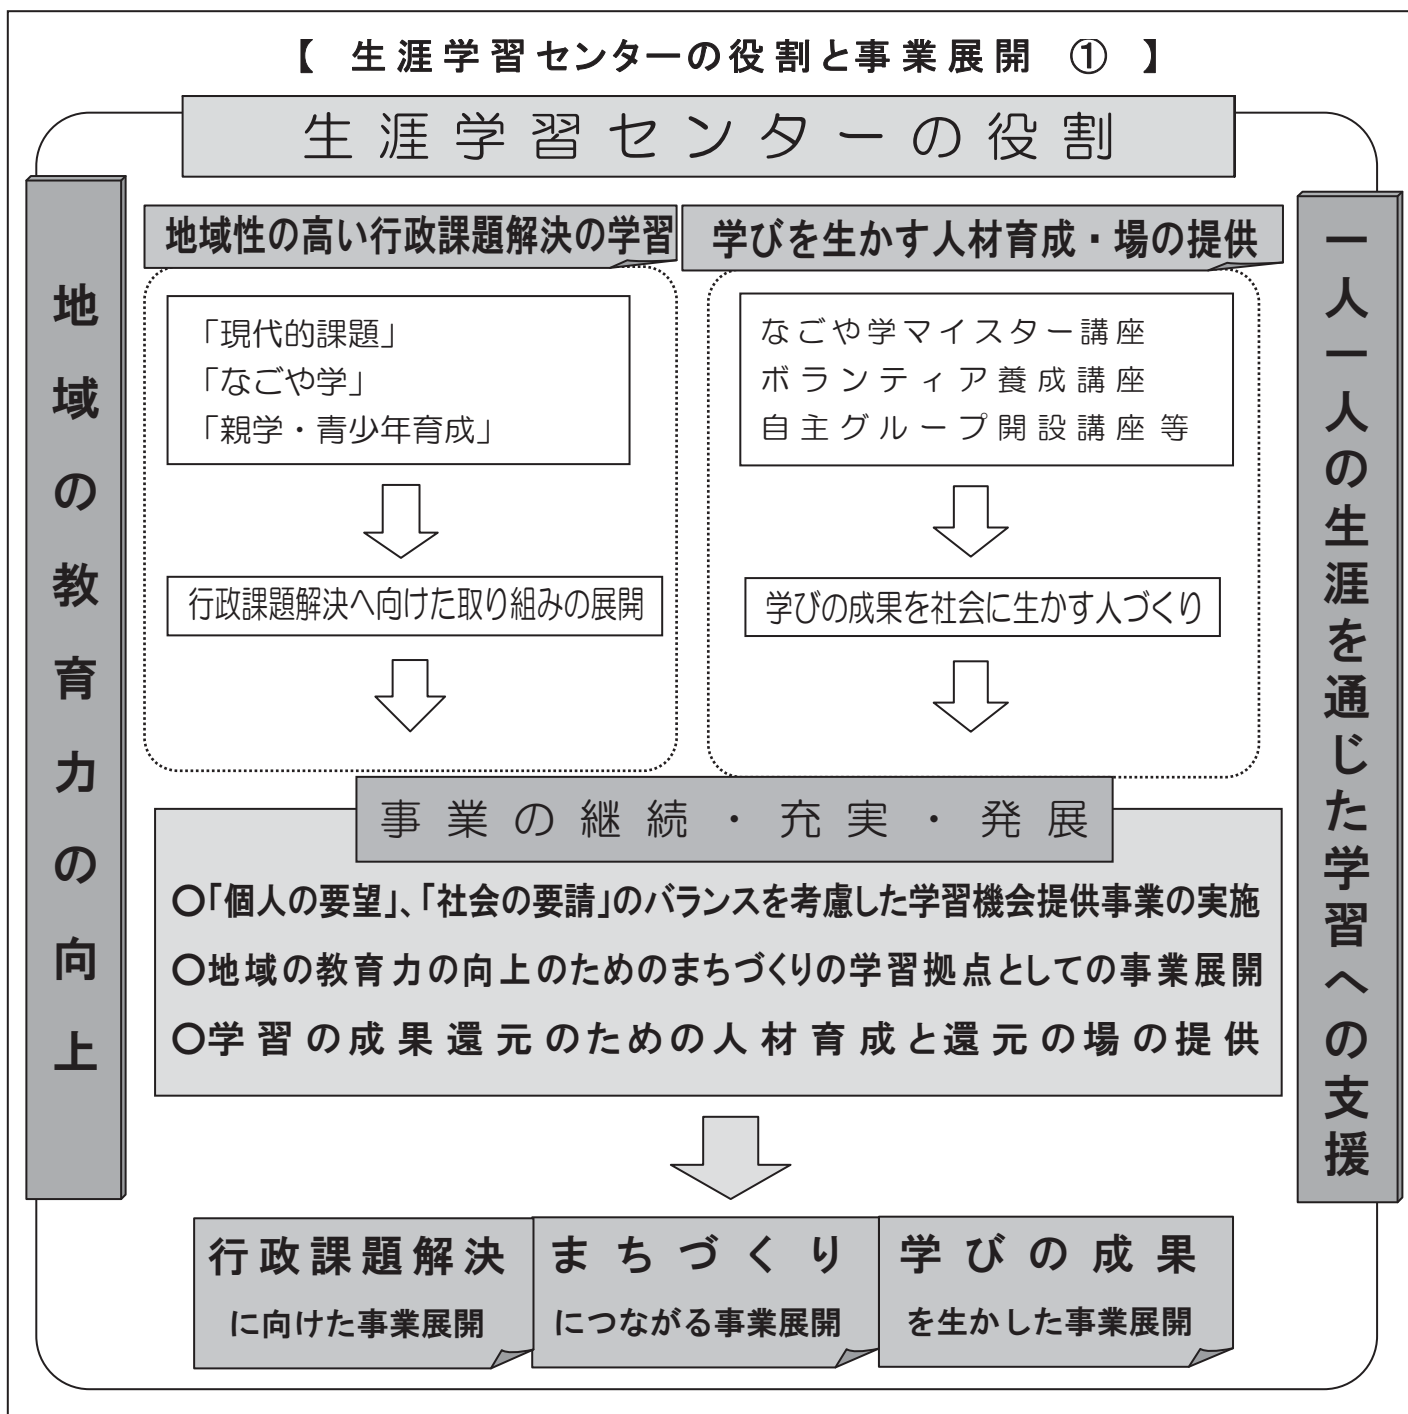 【 生涯学習センターの役割と事業展開 ① 】
生涯学習センターの役割
地域の教育力の向上
地域性の高い行政課題解決の学習
「現代的課題」
「なごや学」
「親学・青少年育成」
行政課題解決へ向けた取り組みの展開
学びを生かす人材育成・場の提供
なごや学マイスター講座
ボランティア養成講座
自主グループ開設講座 等
学びの成果を社会に生かす人づくり
一人一人の生涯を通じた学習への支援
事業の継続・充実・発展
○「個人の要望」、「社会の要請」のバランスを考慮した学習機会提供事業の実施
○地域の教育力の向上のためのまちづくりの学習拠点としての事業展開
○学習の成果還元のための人材育成と還元の場の提供
行政課題解決
に向けた事業展開
まちづくり
につながる事業展開
学びの成果
を生かした事業展開